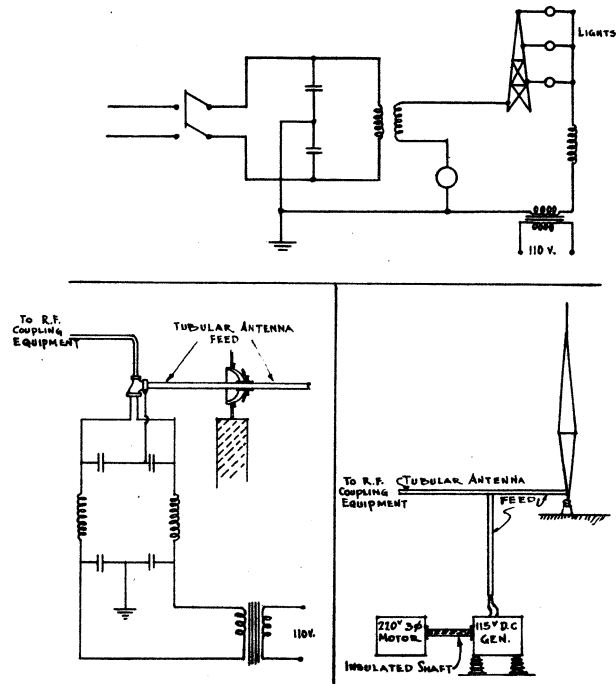 LIGHTS
110 V.
TO R.F.
COUPLING
EQUIPMENT
TUBULAR ANTENNA
FEED
110V.
TO R.F.
COUPLING
EQUIPMENT
TUBULAR ANTENNA
FEED
220V 3Ø
MOTOR
115V D.C
GEN.
INSULATED SHAFT